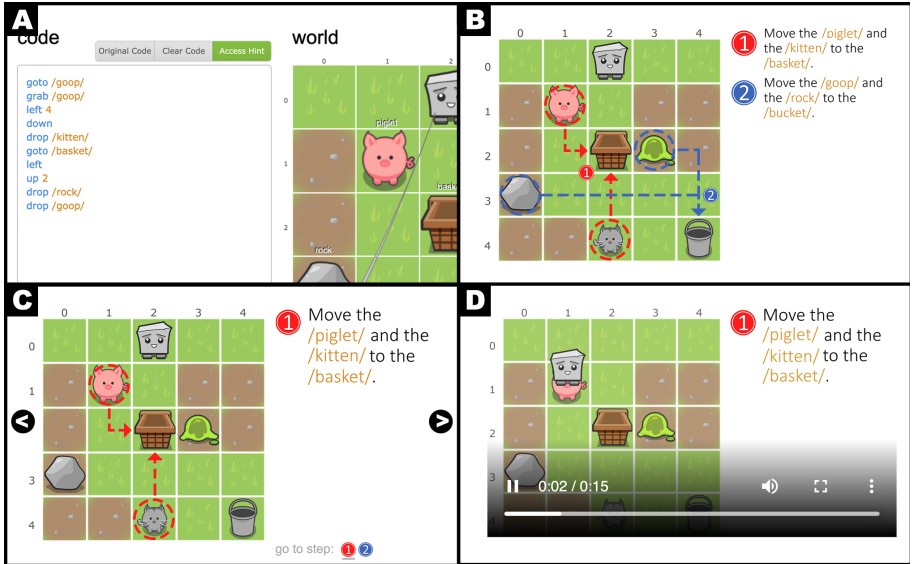 A
code
Original Code
Clear Code
Access Hint
goto /goop/
grab /goop/
left 4
down
drop /kitten/
goto /basket/
left
up 2
drop /rock/
drop /goop/
world
0
1
2
0
1
2
piglet
bask
rock
B
0 1 2 3 4
0
1
2
3
4
1
2
1 Move the /piglet/ and
the /kitten/ to the
/basket/.
2 Move the /goop/ and
the /rock/ to the
/bucket/.
C
0 1 2 3 4
0
1
2
3
4
<
>
1 Move the
/piglet/ and the
/kitten/ to the
/basket/.
go to step: 1 2
D
0 1 2 3 4
0
1
2
3
4
1 Move the
/piglet/ and the
/kitten/ to the
/basket/.
0:02 / 0:15